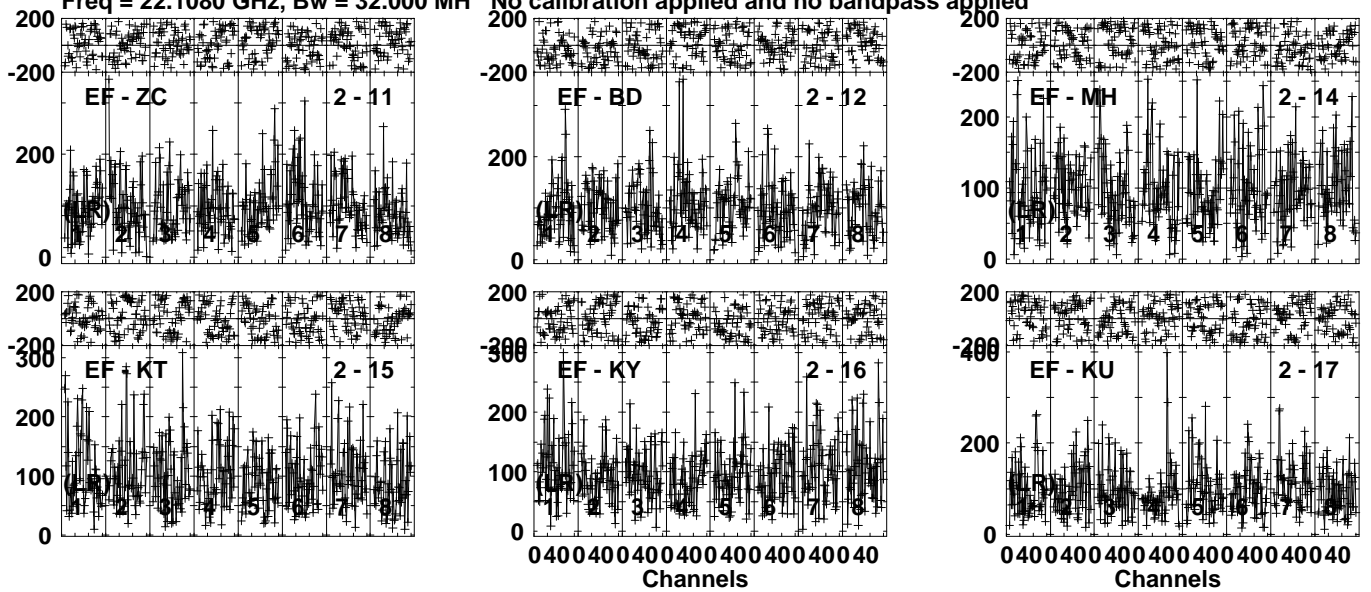 Freq = 22.1080 GHz, Bw = 32.000 MH No calibration applied and no bandpass applied
200
-200
EF - ZC 2 - 11
200
(LR)
1 2 3 4 5 6 7 8
0
200
-200
EF - BD 2 - 12
200
(LR)
1 2 3 4 5 6 7 8
0
200
-200
EF - MH 2 - 14
200
100
(LR)
1 2 3 4 5 6 7 8
0
200
-200
300
EF - KT 2 - 15
200
100
(LR)
1 2 3 4 5 6 7 8
0
200
-200
300
EF - KY 2 - 16
200
100
(LR)
1 2 3 4 5 6 7 8
0
0 40 0 40 0 40 0 40 0 40 0 40 0 40 0 40
Channels
200
-200
400
EF - KU 2 - 17
200
(LR)
1 2 3 4 5 6 7 8
0
0 40 0 40 0 40 0 40 0 40 0 40 0 40 0 40
Channels